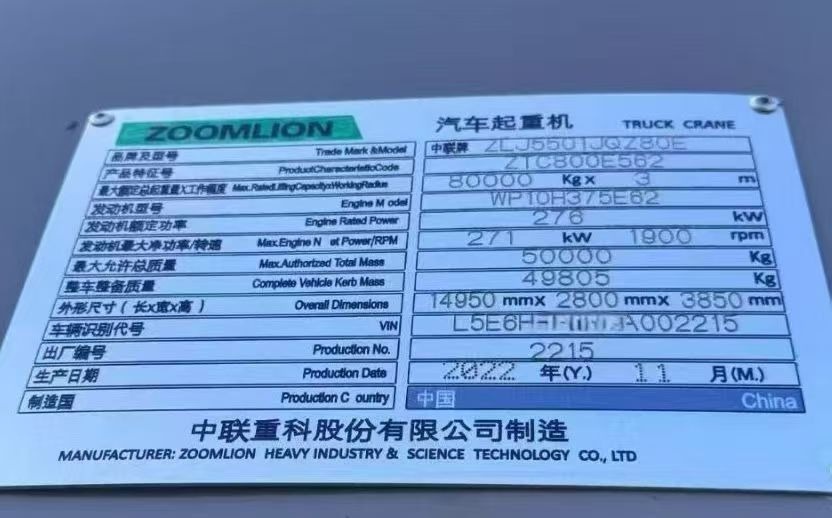 ZOOMLION 汽车起重机 TRUCK CRANE
品牌及型号 Trade Mark &Model 中联牌 ZLJ5501JQZ80E
产品特征号 ProductCharacteristicCode ZTC800E562
最大额定总起重量X工作幅度 Max.RatedLiftingCapacityxWorkingRadius 80000 Kg x 3 m
发动机型号 Engine M odel WP10H375E62
发动机额定功率 Engine Rated Power 276 kW
发动机最大净功率/转速 Max.Engine N et Power/RPM 271 kW 1900 rpm
最大允许总质量 Max.Authorized Total Mass 50000 Kg
整车整备质量 Complete Vehicle Kerb Mass 49805 Kg
外形尺寸 ( 长x宽x高 ) Overall Dimensions 14950 mmX 2800 mmX 3850 mm
车辆识别代号 VIN L5E6H A002215
出厂编号 Production No. 2215
生产日期 Production Date 2022 年(Y.) 11 月(M.)
制造国 Production C ountry 中国 China
中联重科股份有限公司制造
MANUFACTURER: ZOOMLION HEAVY INDUSTRY & SCIENCE TECHNOLOGY CO., LTD